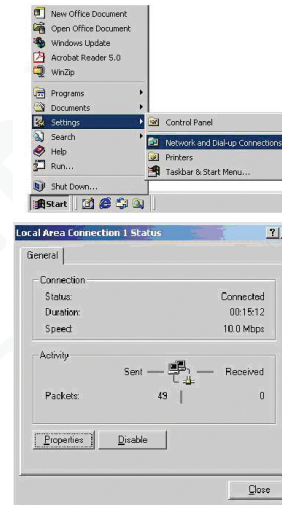 New Office Document
Open Office Document
Windows Update
Acrobat Reader 5.0
WinZip
Programs
Documents
Settings
Search
Help
Run...
Shut Down...
Control Panel
Network and Dial-up Connections
Printers
Taskbar & Start Menu...
Start
Local Area Connection 1 Status
General
Connection
Status: Connected
Duration: 00:15:12
Speed: 10.0 Mbps
Activity
Sent Received
Packets: 49 0
Properties Disable
Close